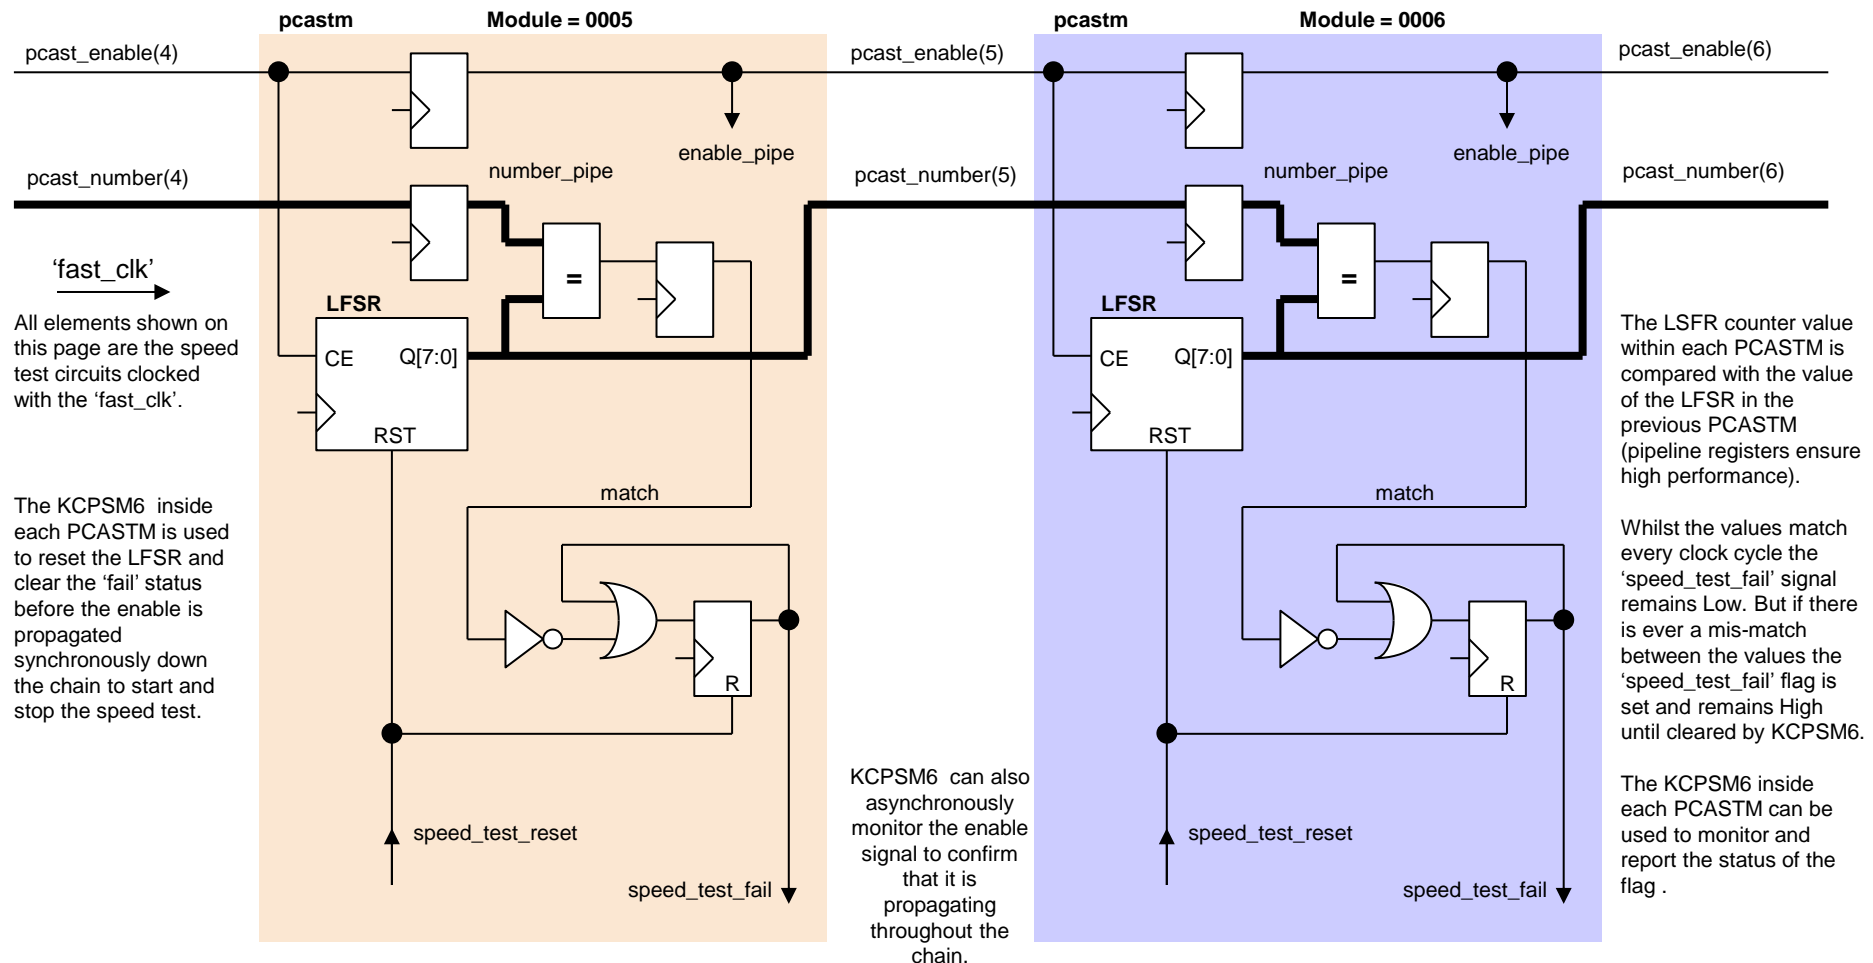 pcastm
Module = 0005
pcastm
Module = 0006
pcast_enable(4)
pcast_enable(5)
pcast_enable(6)
enable_pipe
enable_pipe
pcast_number(4)
number_pipe
pcast_number(5)
number_pipe
pcast_number(6)
‘fast_clk’
All elements shown on
this page are the speed
test circuits clocked
with the ‘fast_clk’.
The KCPSM6 inside
each PCASTM is used
to reset the LFSR and
clear the ‘fail’ status
before the enable is
propagated
synchronously down
the chain to start and
stop the speed test.
=
LFSR
CE
Q[7:0]
RST
match
R
speed_test_reset
speed_test_fail
KCPSM6 can also
asynchronously
monitor the enable
signal to confirm
that it is
propagating
throughout the
chain.
=
LFSR
CE
Q[7:0]
RST
match
R
speed_test_reset
speed_test_fail
The LSFR counter value
within each PCASTM is
compared with the value
of the LFSR in the
previous PCASTM
(pipeline registers ensure
high performance).
Whilst the values match
every clock cycle the
‘speed_test_fail’ signal
remains Low. But if there
is ever a mis-match
between the values the
‘speed_test_fail’ flag is
set and remains High
until cleared by KCPSM6.
The KCPSM6 inside
each PCASTM can be
used to monitor and
report the status of the
flag .